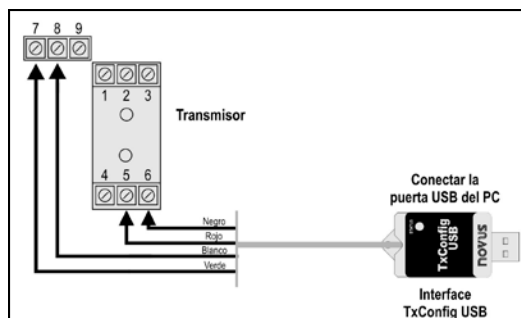 7 8 9
1 2 3
Transmisor
4 5 6
Negro
Rojo
Blanco
Verde
Conectar la
puerta USB del PC
TxConfig
USB
novus
Interface
TxConfig USB